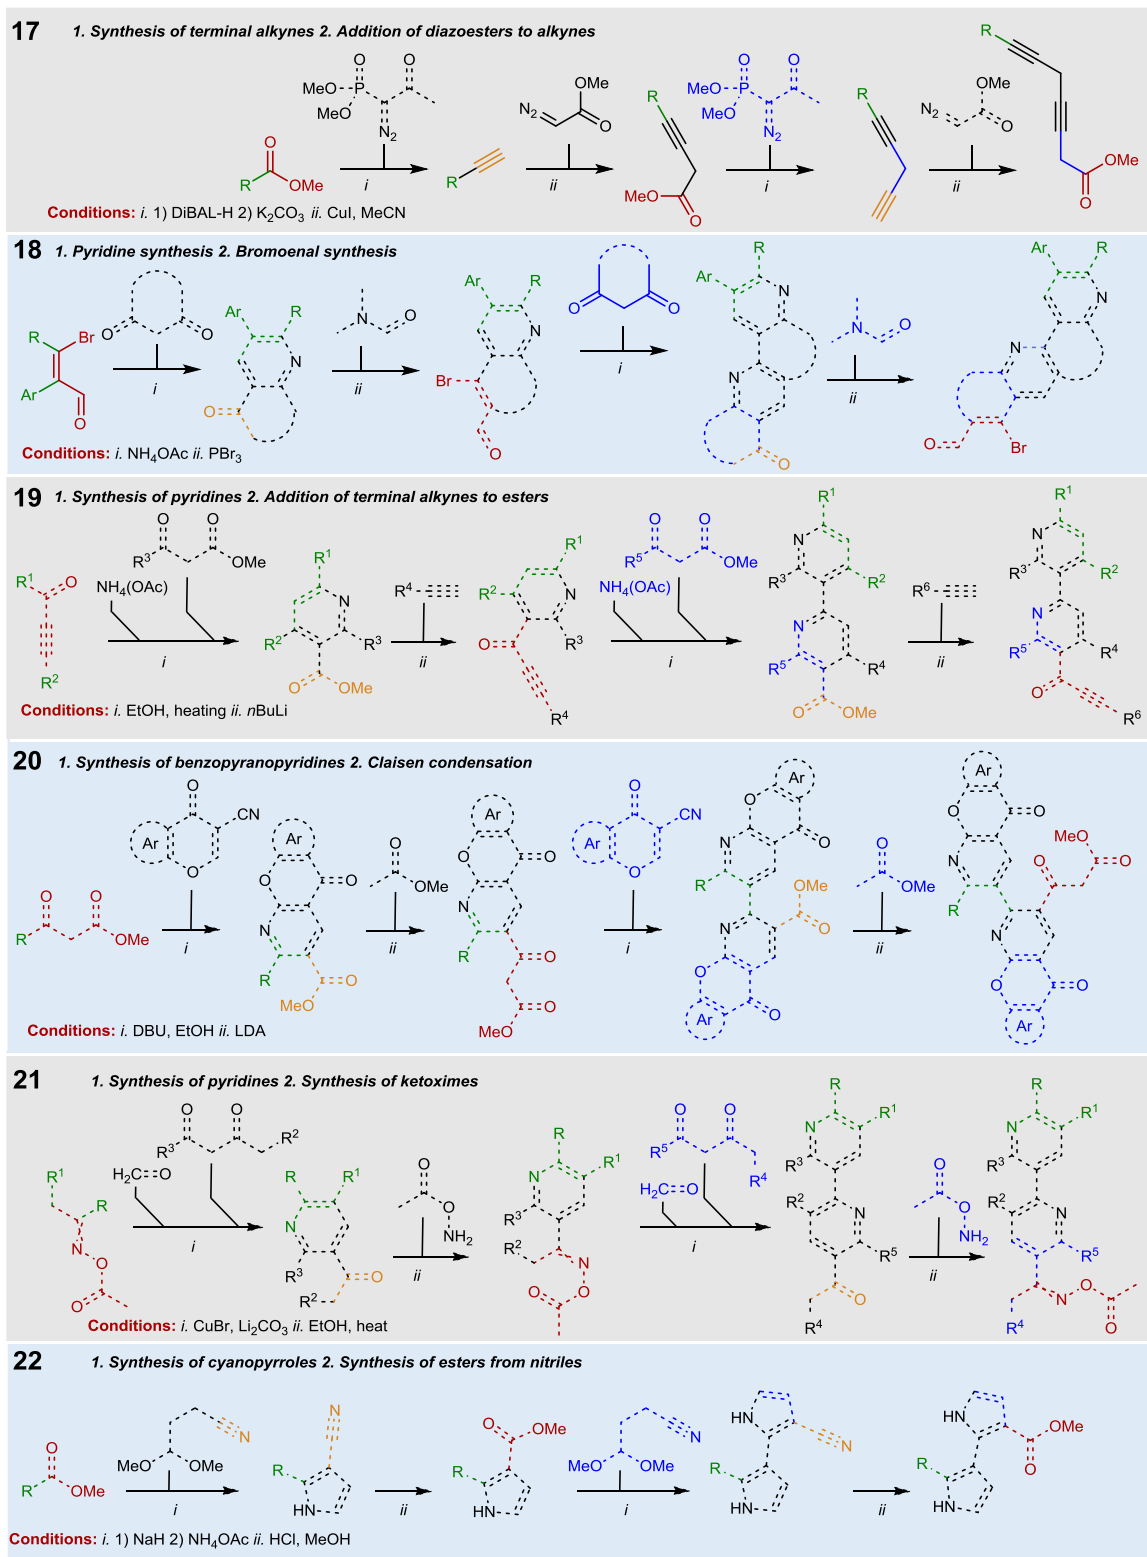 17 1. Synthesis of terminal alkynes 2. Addition of diazoesters to alkynes
O O OMe O O
MeO P N2 O R MeO P R
MeO MeO N2 OMe
N2 N2 O
O
R OMe i R ii MeO O i ii O OMe
Conditions: i. 1) DiBAL-H 2) K2CO3 ii. CuI, MeCN
18 1. Pyridine synthesis 2. Bromoenal synthesis
Ar R Ar R Ar R Ar R
R Br O O N O N O O N N O N
Ar O i O N ii Br O i N O ii O N Br
Conditions: i. NH4OAc ii. PBr3
19 1. Synthesis of pyridines 2. Addition of terminal alkynes to esters
O O O O R1 R1
R3 OMe R5 OMe N N
R1 O NH4(OAc) R1 R4 R1 NH4(OAc) R3 R2 R6 R3 R2
N R2 N N N
R2 i R2 R3 ii O R3 i R5 R4 ii R5 R4
O OMe R4 O OMe O R6
Conditions: i. EtOH, heating ii. nBuLi
20 1. Synthesis of benzopyranopyridines 2. Claisen condensation
O CN Ar O CN Ar Ar
Ar O Ar O O Ar O O O O MeO O
O O O O OMe N O N O O OMe N O O
R OMe i N R ii R O i R N OMe O ii R N
MeO O MeO O O Ar O O Ar O
Conditions: i. DBU, EtOH ii. LDA
21 1. Synthesis of pyridines 2. Synthesis of ketoximes
O O O O R R
R3 R2 R5 R4 N R1 N R1
R1 R H2C O R R1 O O NH2 R N R1 H2C O R3 R3
N O N R3 R2 O R3 R2 N O R2 N R5 O O NH2 R2 N R5
O i ii O i O R4 ii R4 N O O
Conditions: i. CuBr, Li2CO3 ii. EtOH, heat
22 1. Synthesis of cyanopyrroles 2. Synthesis of esters from nitriles
O N N O OMe N HN N HN OMe
R OMe MeO OMe R HN R HN MeO OMe R HN R HN O
i ii i ii
Conditions: i. 1) NaH 2) NH4OAc ii. HCl, MeOH